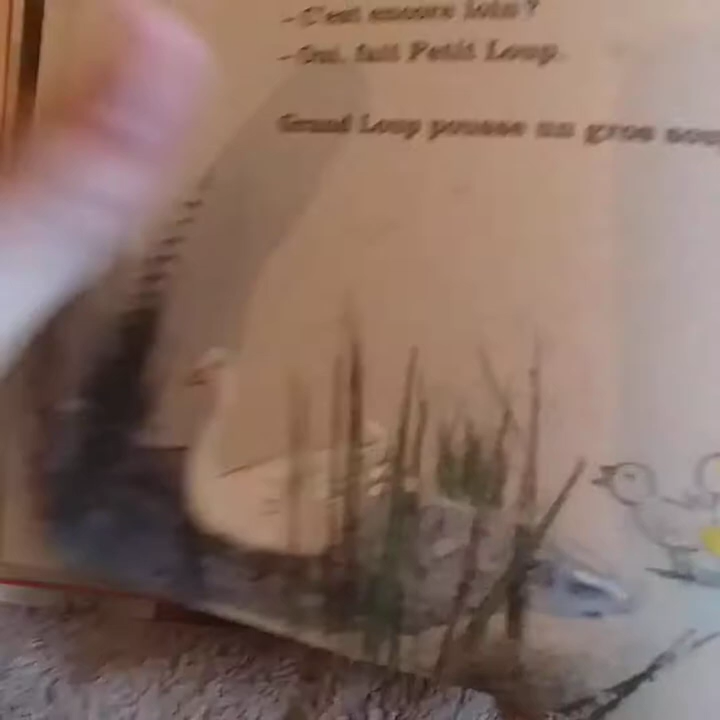 - C'est encore loin ?
- Oui, fait Petit Loup.
Grand Loup pousse un gros